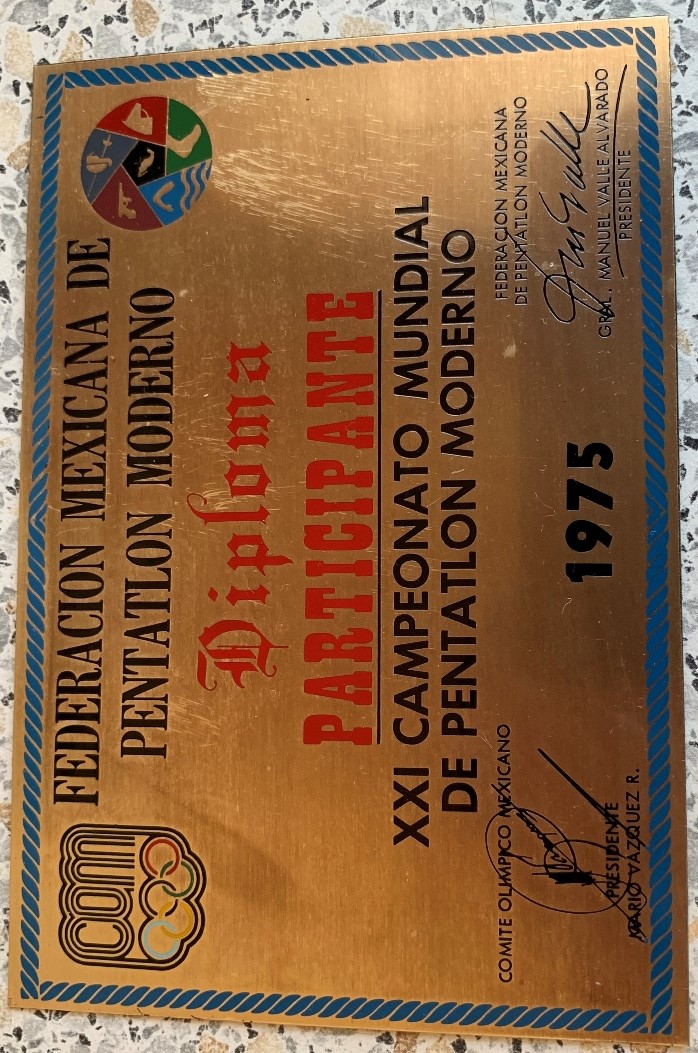 com
FEDERACION MEXICANA DE
PENTATLON MODERNO
Diploma
PARTICIPANTE
XXI CAMPEONATO MUNDIAL
DE PENTATLON MODERNO
COMITE OLIMPICO MEXICANO
PRESIDENTE
MARIO VAZQUEZ R.
1975
FEDERACION MEXICANA
DE PENTATLON MODERNO
GRAL. MANUEL VALLE ALVARADO
PRESIDENTE